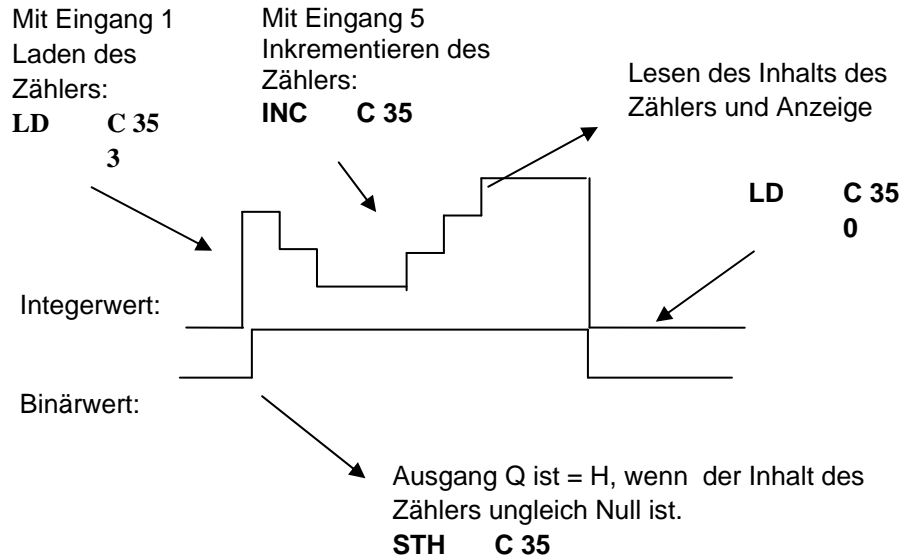 Mit Eingang 1
Laden des
Zählers:
LD C 35
3
Mit Eingang 5
Inkrementieren des
Zählers:
INC C 35
Lesen des Inhalts des
Zählers und Anzeige
LD C 35
0
Integerwert:
Binärwert:
Ausgang Q ist = H, wenn der Inhalt des
Zählers ungleich Null ist.
STH C 35